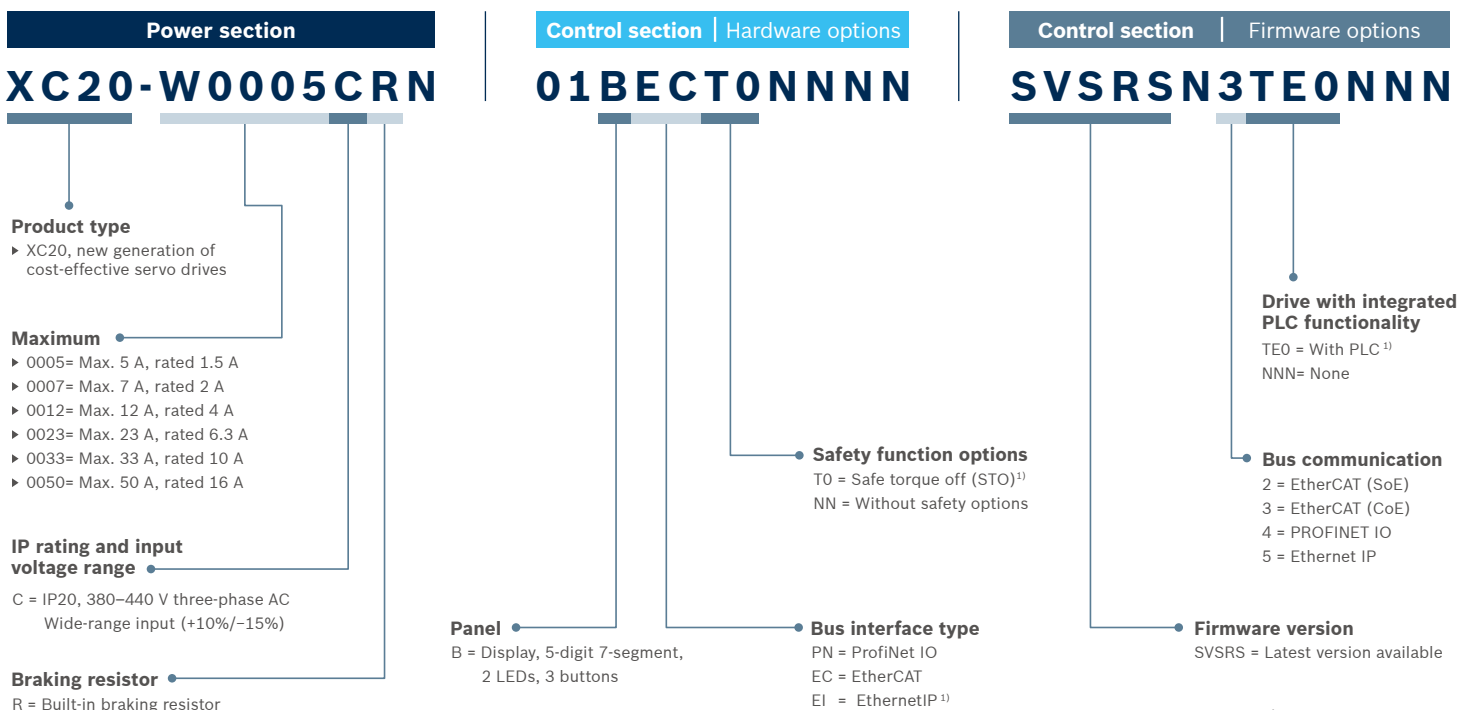 Power section
Control section | Hardware options
Control section | Firmware options
XC20-W0005CRN
01BECT0NNNN
SVSRSN3TE0NNN
Product type
XC20, new generation of
cost-effective servo drives
Maximum
0005= Max. 5 A, rated 1.5 A
0007= Max. 7 A, rated 2 A
0012= Max. 12 A, rated 4 A
0023= Max. 23 A, rated 6.3 A
0033= Max. 33 A, rated 10 A
0050= Max. 50 A, rated 16 A
IP rating and input
voltage range
C = IP20, 380–440 V three-phase AC
Wide-range input (+10%/–15%)
Braking resistor
R = Built-in braking resistor
Panel
B = Display, 5-digit 7-segment,
2 LEDs, 3 buttons
Safety function options
T0 = Safe torque off (STO)1)
NN = Without safety options
Bus interface type
PN = ProfiNet IO
EC = EtherCAT
EI = EthernetIP 1)
Drive with integrated
PLC functionality
TE0 = With PLC 1)
NNN= None
Bus communication
2 = EtherCAT (SoE)
3 = EtherCAT (CoE)
4 = PROFINET IO
5 = Ethernet IP
Firmware version
SVSRS = Latest version available